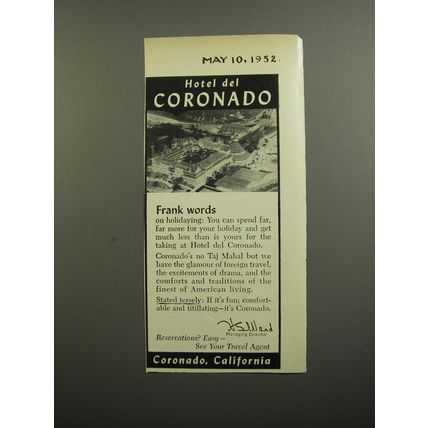 MAY 10, 1952
Hotel del
CORONADO
Frank words
on holidaying: You can spend far,
far more for your holiday and get
much less than is yours for the
taking at Hotel del Coronado.
Coronado's no Taj Mahal but we
have the glamour of foreign travel,
the excitements of drama, and the
comforts and traditions of the
finest of American living.
Stated tersely: If it's fun; comfort-
able and titillating—it's Coronado.
Managing Director
Reservations? Easy—
See Your Travel Agent
Coronado, California